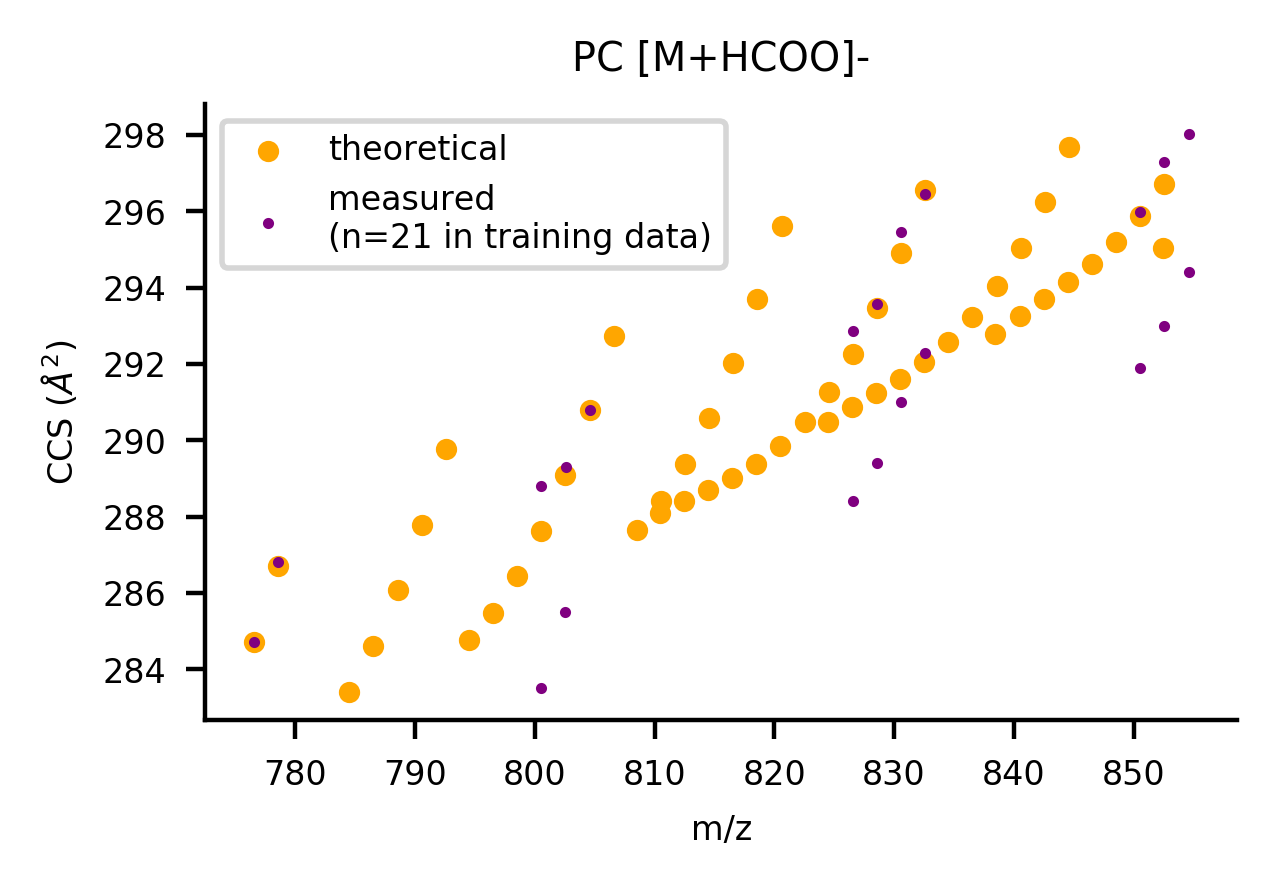 PC [M+HCOO]-
theoretical
measured
(n=21 in training data)
298
296
294
292
290
288
286
284
CCS (Å²)
780 790 800 810 820 830 840 850
m/z